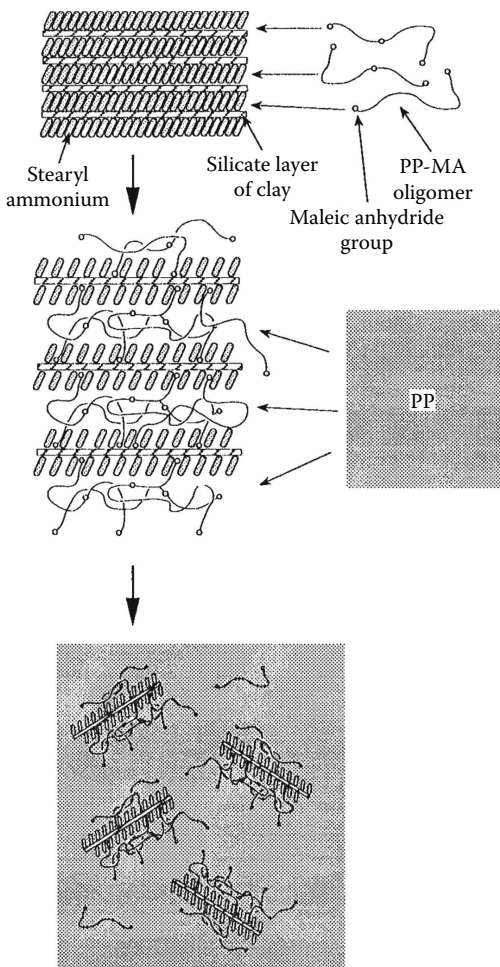 Stearyl
ammonium
Silicate layer
of clay
PP-MA
oligomer
Maleic anhydride
group
PP